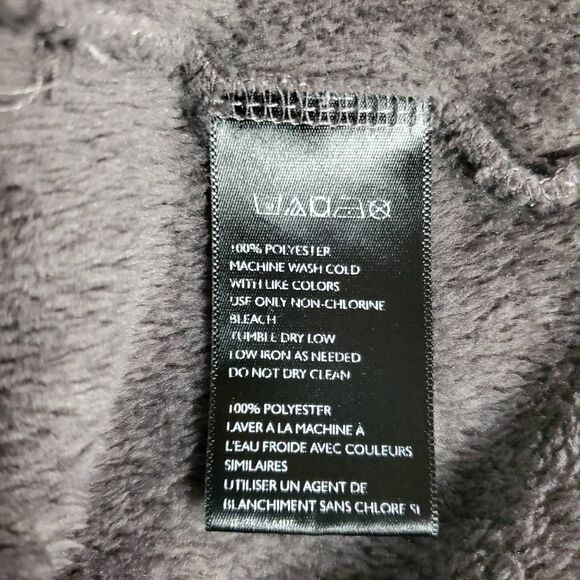 100% POLYESTER
MACHINE WASH COLD
WITH LIKE COLORS
USE ONLY NON-CHLORINE
BLEACH
TUMBLE DRY LOW
LOW IRON AS NEEDED
DO NOT DRY CLEAN
100% POLYESTER
LAVER À LA MACHINE À
L'EAU FROIDE AVEC COULEURS
SIMILAIRES
UTILISER UN AGENT DE
BLANCHIMENT SANS CHLORE SI